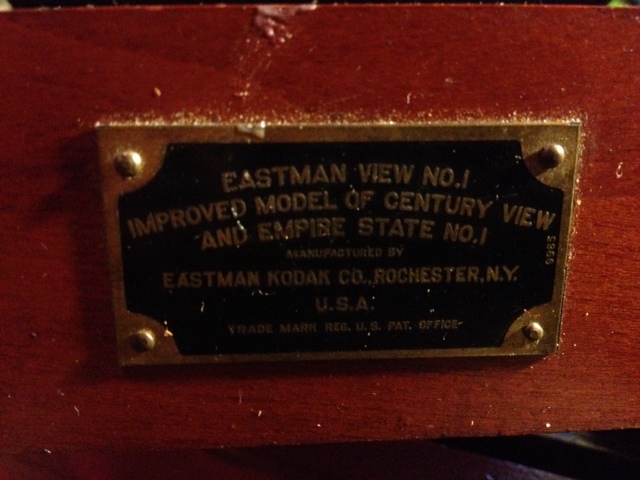 EASTMAN VIEW NO.1
IMPROVED MODEL OF CENTURY VIEW
AND EMPIRE STATE NO.1
MANUFACTURED BY
EASTMAN KODAK CO., ROCHESTER, N.Y.
U.S.A.
TRADE MARK REG. U.S. PAT. OFFICE